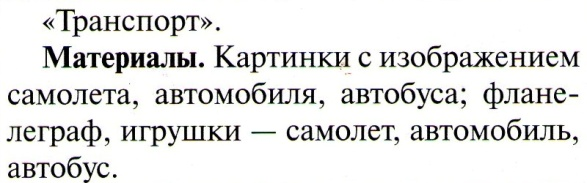 «Транспорт».
Материалы. Картинки с изображением
самолета, автомобиля, автобуса; флане-
леграф, игрушки — самолет, автомобиль,
автобус.